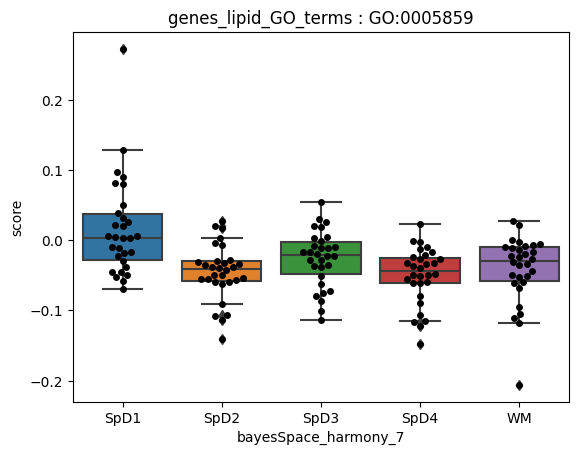 genes_lipid_GO_terms : GO:0005859
score
0.2
0.1
0.0
−0.1
−0.2
SpD1 SpD2 SpD3 SpD4 WM
bayesSpace_harmony_7